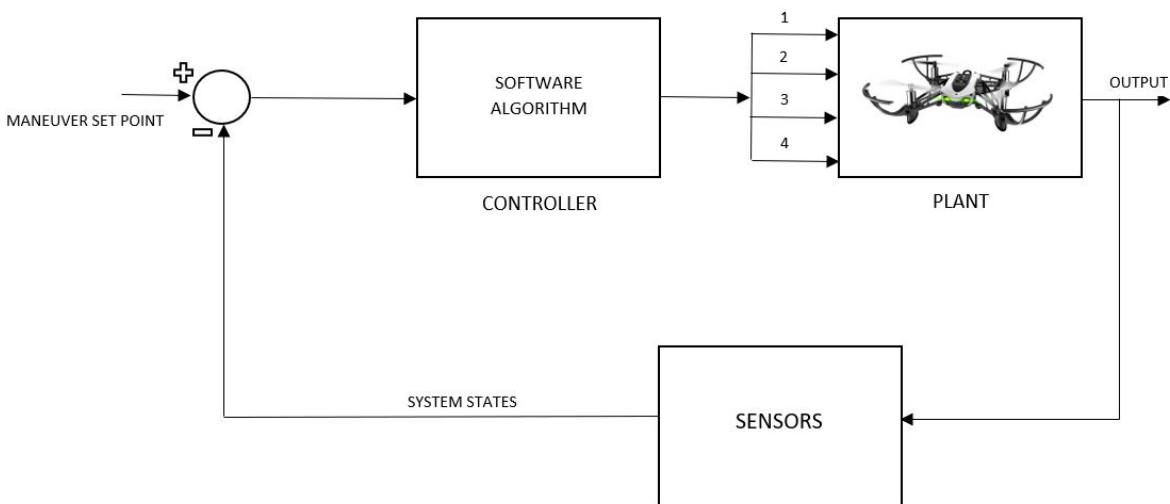 1
SOFTWARE
ALGORITHM
2
3
4
OUTPUT
MANEUVER SET POINT
CONTROLLER
PLANT
SYSTEM STATES
SENSORS